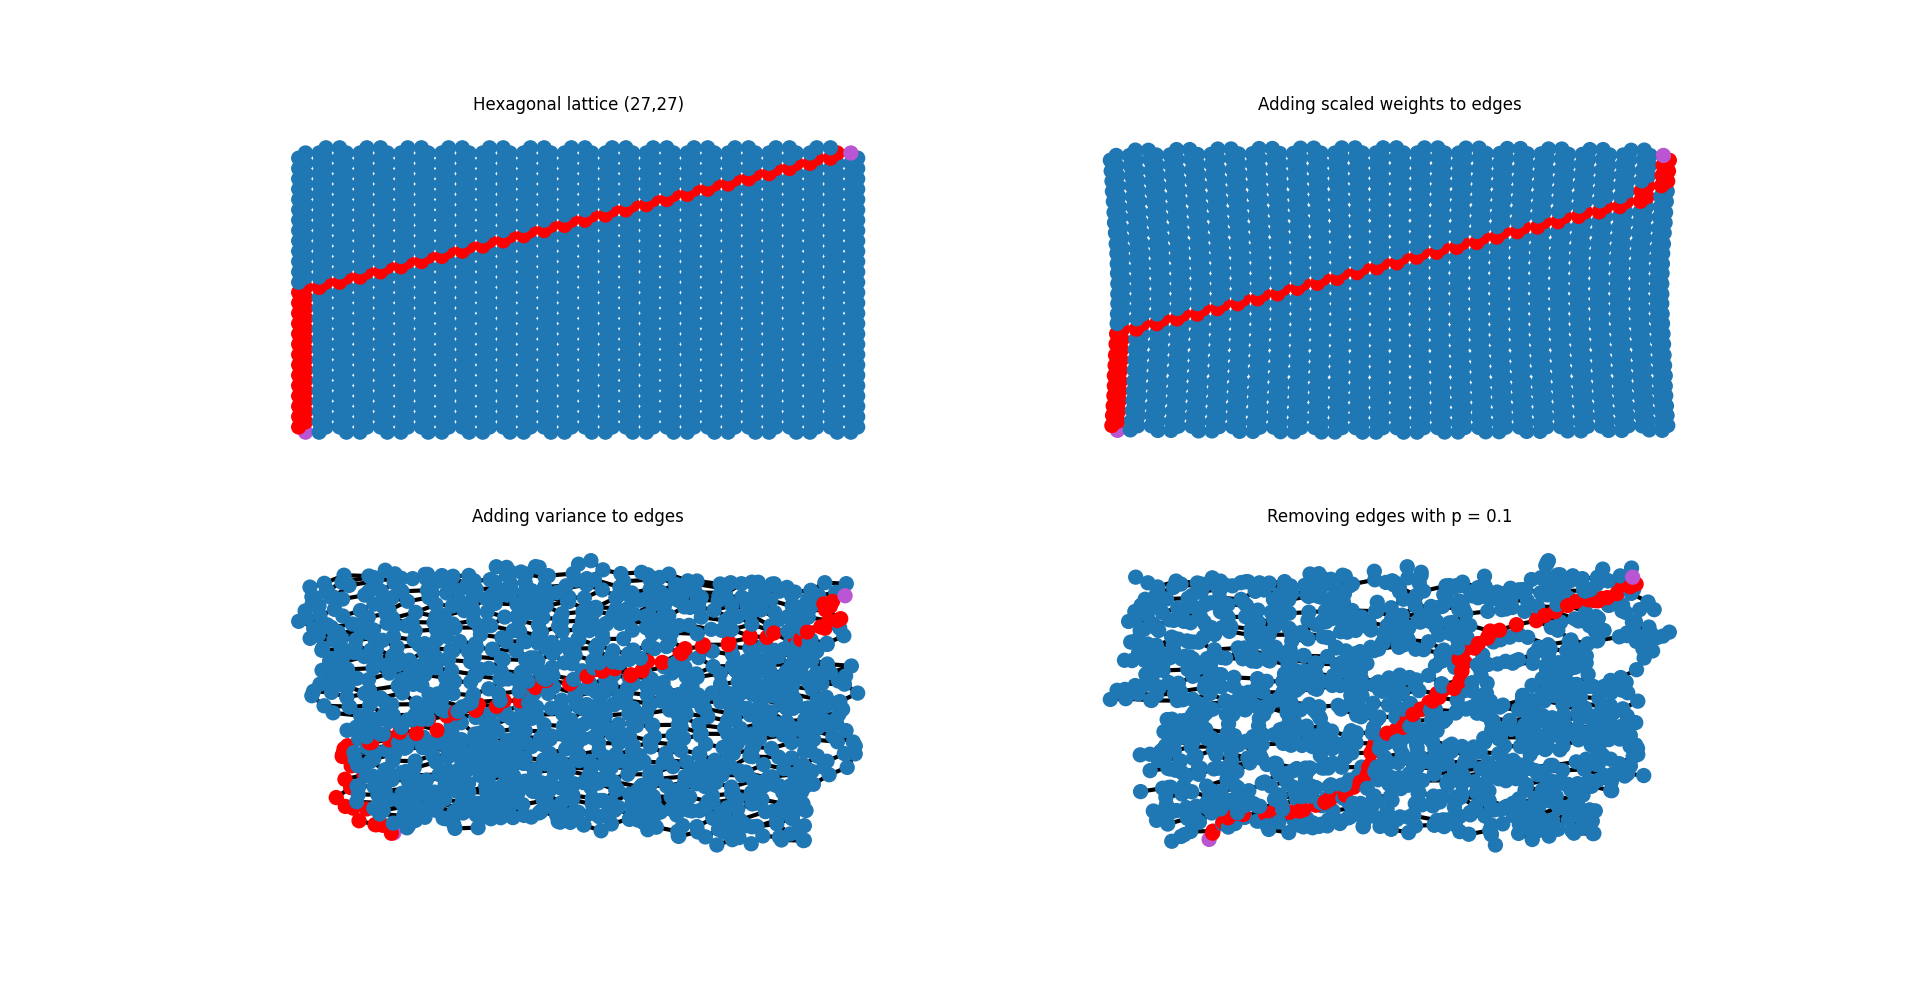 Hexagonal lattice (27,27)
Adding scaled weights to edges
Adding variance to edges
Removing edges with p = 0.1